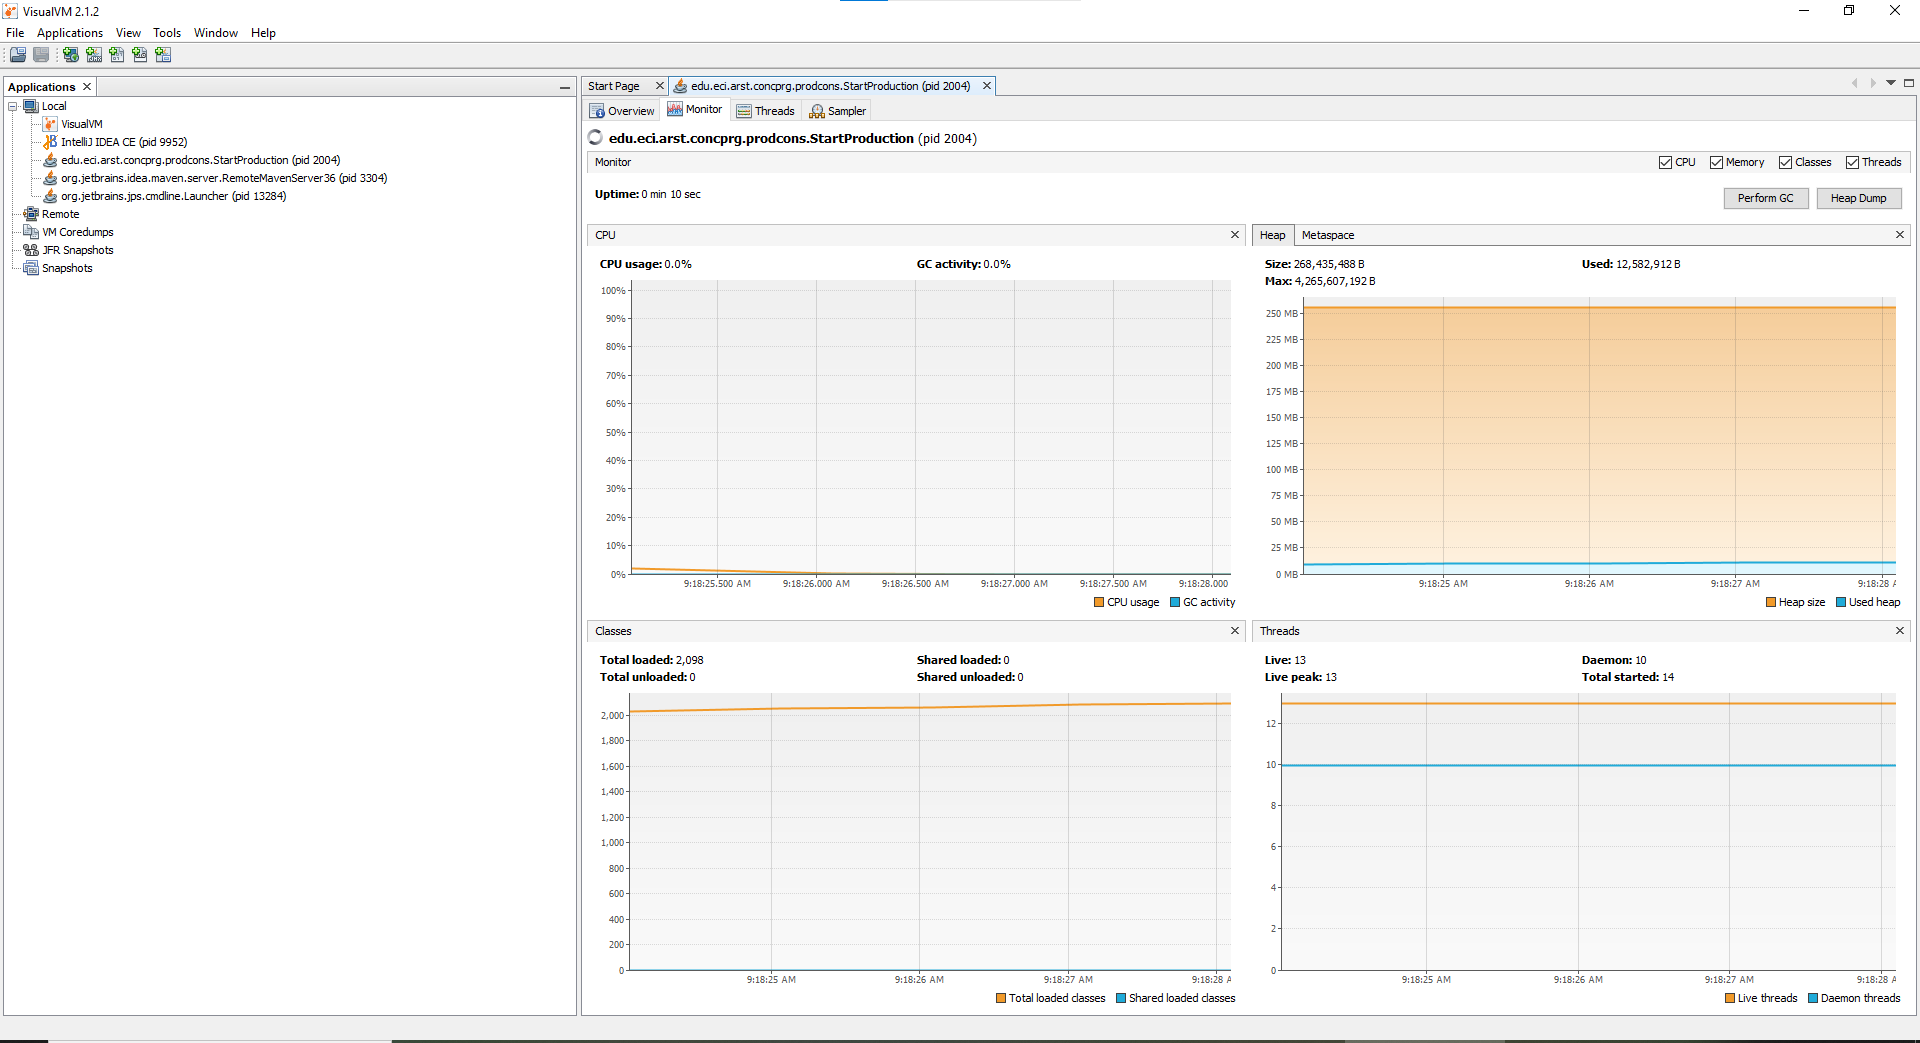 VisualVM 2.1.2
File Applications View Tools Window Help
Applications
Local
VisualVM
IntelliJ IDEA CE (pid 9952)
edu.eci.arst.concprg.prodcons.StartProduction (pid 2004)
org.jetbrains.idea.maven.server.RemoteMavenServer36 (pid 3304)
org.jetbrains.jps.cmdline.Launcher (pid 13284)
Remote
VM Coredumps
JFR Snapshots
Snapshots
Start Page edu.eci.arst.concprg.prodcons.StartProduction (pid 2004)
Overview Monitor Threads Sampler
edu.eci.arst.concprg.prodcons.StartProduction (pid 2004)
Monitor CPU Memory Classes Threads
Uptime: 0 min 10 sec Perform GC Heap Dump
CPU
CPU usage: 0.0% GC activity: 0.0%
100%
90%
80%
70%
60%
50%
40%
30%
20%
10%
0%
9:18:25.500 AM 9:18:26.000 AM 9:18:26.500 AM 9:18:27.000 AM 9:18:27.500 AM 9:18:28.000
CPU usage GC activity
Heap Metaspace
Size: 268,435,488 B Used: 12,582,912 B
Max: 4,265,607,192 B
250 MB
225 MB
200 MB
175 MB
150 MB
125 MB
100 MB
75 MB
50 MB
25 MB
0 MB
9:18:25 AM 9:18:26 AM 9:18:27 AM 9:18:28 A
Heap size Used heap
Classes
Total loaded: 2,098 Shared loaded: 0
Total unloaded: 0 Shared unloaded: 0
2,000
1,800
1,600
1,400
1,200
1,000
800
600
400
200
0
9:18:25 AM 9:18:26 AM 9:18:27 AM 9:18:28 A
Total loaded classes Shared loaded classes
Threads
Live: 13 Daemon: 10
Live peak: 13 Total started: 14
12
10
8
6
4
2
0
9:18:25 AM 9:18:26 AM 9:18:27 AM 9:18:28 A
Live threads Daemon threads